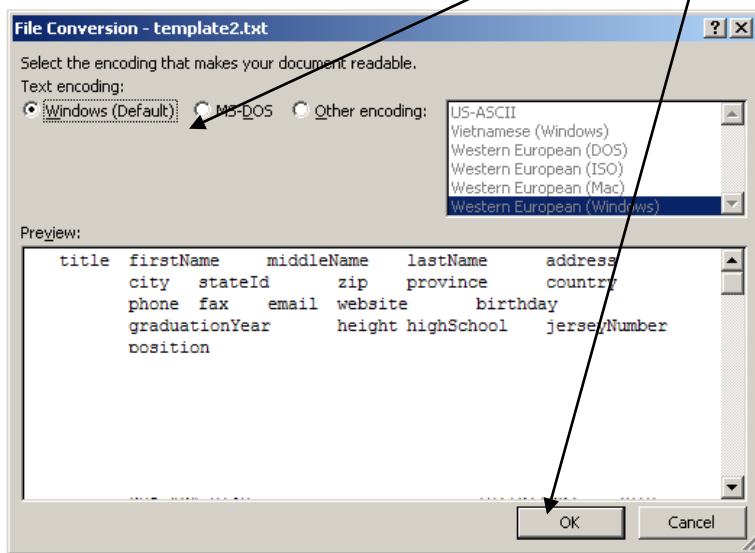 File Conversion - template2.txt
Select the encoding that makes your document readable.
Text encoding:
Windows (Default) MS-DOS Other encoding:
US-ASCII
Vietnamese (Windows)
Western European (DOS)
Western European (ISO)
Western European (Mac)
Western European (Windows)
Preview:
title firstName middleName lastName address
city stateId zip province country
phone fax email website birthday
graduationYear height highSchool jerseyNumber
position
OK Cancel